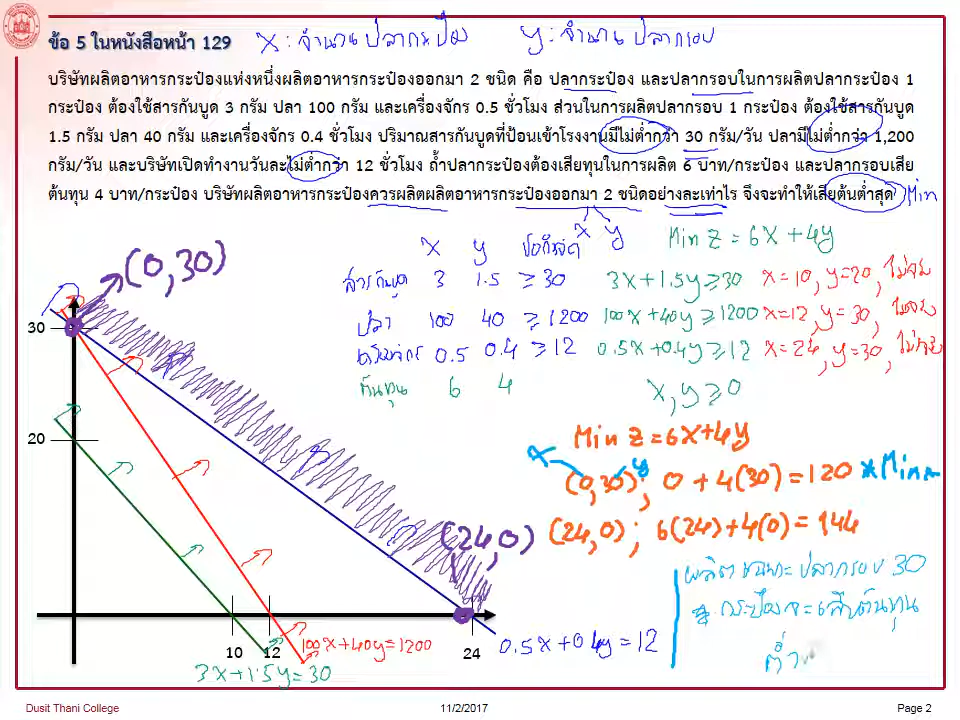 ข้อ 5 ในหนังสือหน้า 129
x : จำนวนปลากระป๋อง y : จำนวนปลากรอบ
บริษัทผลิตอาหารกระป๋องแห่งหนึ่งผลิตอาหารกระป๋องออกมา 2 ชนิด คือ ปลากระป๋อง และปลากรอบในการผลิตปลากระป๋อง 1
กระป๋อง ต้องใช้สารกันบูด 3 กรัม ปลา 100 กรัม และเครื่องจักร 0.5 ชั่วโมง ส่วนในการผลิตปลากรอบ 1 กระป๋อง ต้องใช้สารกันบูด
1.5 กรัม ปลา 40 กรัม และเครื่องจักร 0.4 ชั่วโมง ปริมาณสารกันบูดที่ป้อนเข้าโรงงานมีไม่ต่ำกว่า 30 กรัม/วัน ปลามีไม่ต่ำกว่า 1,200
กรัม/วัน และบริษัทเปิดทำงานวันละไม่ต่ำกว่า 12 ชั่วโมง ถ้าปลากระป๋องต้องเสียทุนในการผลิต 6 บาท/กระป๋อง และปลากรอบเสีย
ต้นทุน 4 บาท/กระป๋อง บริษัทผลิตอาหารกระป๋องควรผลิตผลิตอาหารกระป๋องออกมา 2 ชนิดอย่างละเท่าไร จึงจะทำให้เสียต้นต่ำสุด Min
x y
x y ข้อกำจัด Min Z = 6x + 4y
สารกันบูด 3 1.5 ≥ 30 3x + 1.5y ≥ 30 x = 10, y = 20, ไม่จม
ปลา 100 40 ≥ 1200 100x + 40y ≥ 1200 x = 12, y = 30, ไม่จม
เครื่องจักร 0.5 0.4 ≥ 12 0.5x + 0.4y ≥ 12 x = 24, y = 30, ไม่จม
ต้นทุน 6 4 x, y ≥ 0
(0,30)
30
20
Min Z = 6x + 4y
x y
(0,30) ; 0 + 4(30) = 120 *Min
(24,0) (24,0) ; 6(24) + 4(0) = 144
ผลิตเฉพาะปลากรอบ 30
กระป๋อง จะเสียต้นทุน
ต่ำ
10 12 24
100x + 40y = 1200
0.5x + 0.4y = 12
3x + 1.5y = 30
Dusit Thani College 11/2/2017 Page 2